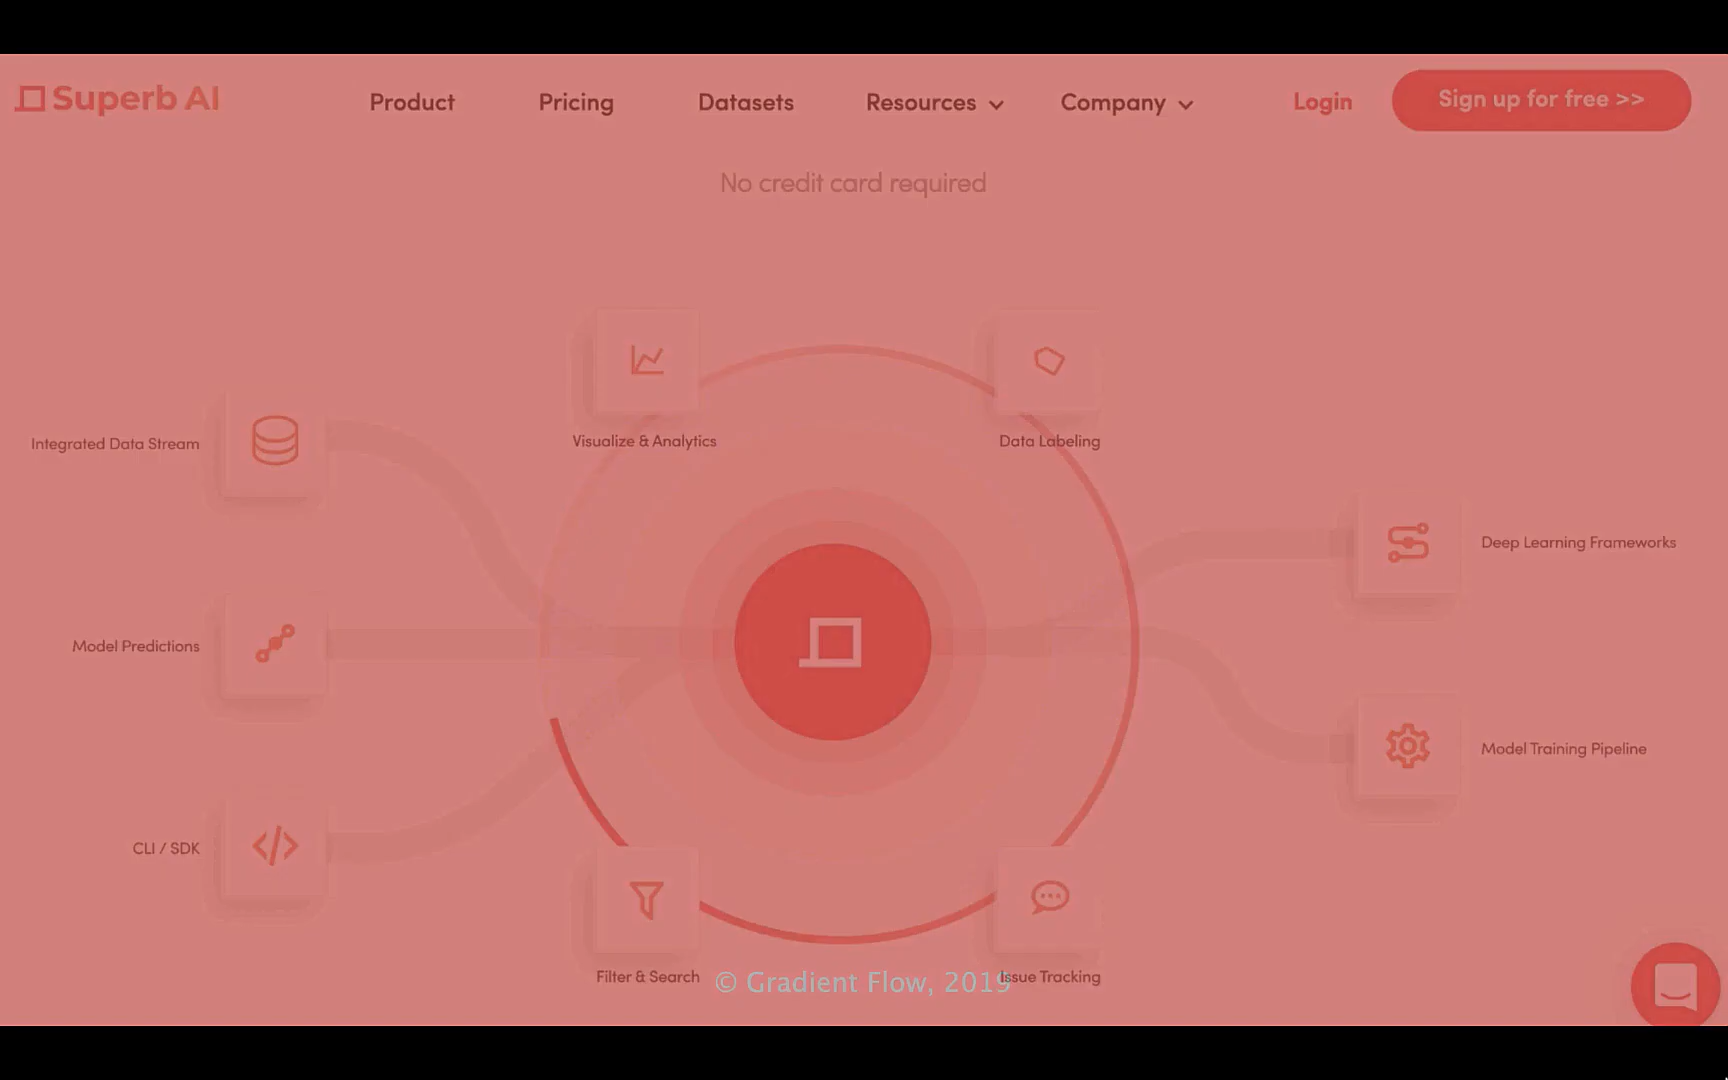 Superb AI
Product
Pricing
Datasets
Resources
Company
Login
Sign up for free >>
No credit card required
Visualize & Analytics
Data Labeling
Integrated Data Stream
Deep Learning Frameworks
Model Predictions
Model Training Pipeline
CLI / SDK
Filter & Search
Issue Tracking
© Gradient Flow, 2019